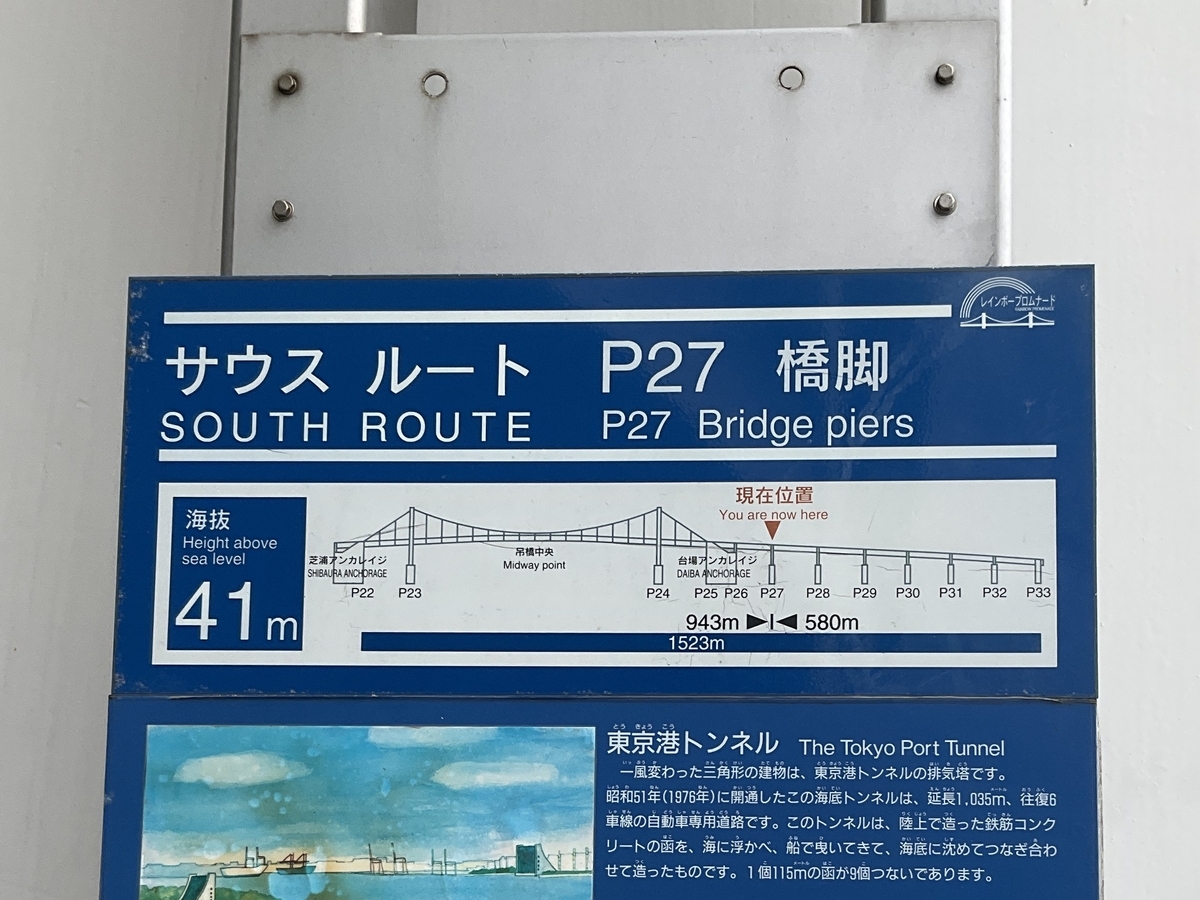 レインボープロムナード
RAINBOW PROMENADE
サウス ルート P27 橋脚
SOUTH ROUTE P27 Bridge piers
海抜
Height above
sea level
41m
現在位置
You are now here
芝浦アンカレイジ
SHIBAURA ANCHORAGE
吊橋中央
Midway point
台場アンカレイジ
DAIBA ANCHORAGE
P22 P23 P24 P25 P26 P27 P28 P29 P30 P31 P32 P33
943m 580m
1523m
東京港トンネル The Tokyo Port Tunnel
一風変わった三角形の建物は、東京港トンネルの排気塔です。
昭和51年(1976年)に開通したこの海底トンネルは、延長1,035m、往復6
車線の自動車専用道路です。このトンネルは、陸上で造った鉄筋コンク
リートの函を、海に浮かべ、船で曳いてきて、海底に沈めてつなぎ合わ
せて造ったものです。1個115mの函が9個つないであります。